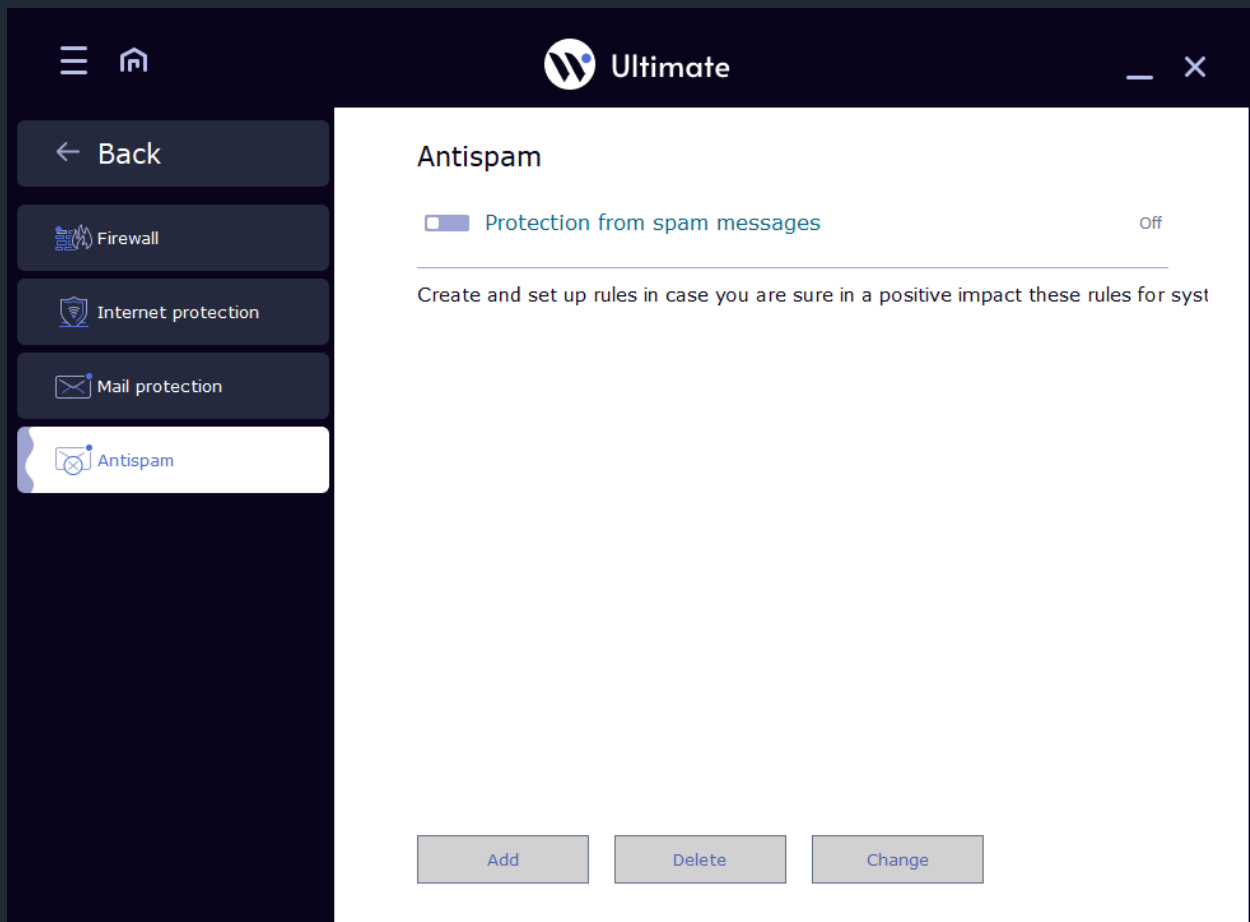 Ultimate
Back
Firewall
Internet protection
Mail protection
Antispam
Antispam
Protection from spam messages
Off
Create and set up rules in case you are sure in a positive impact these rules for syst
Add
Delete
Change